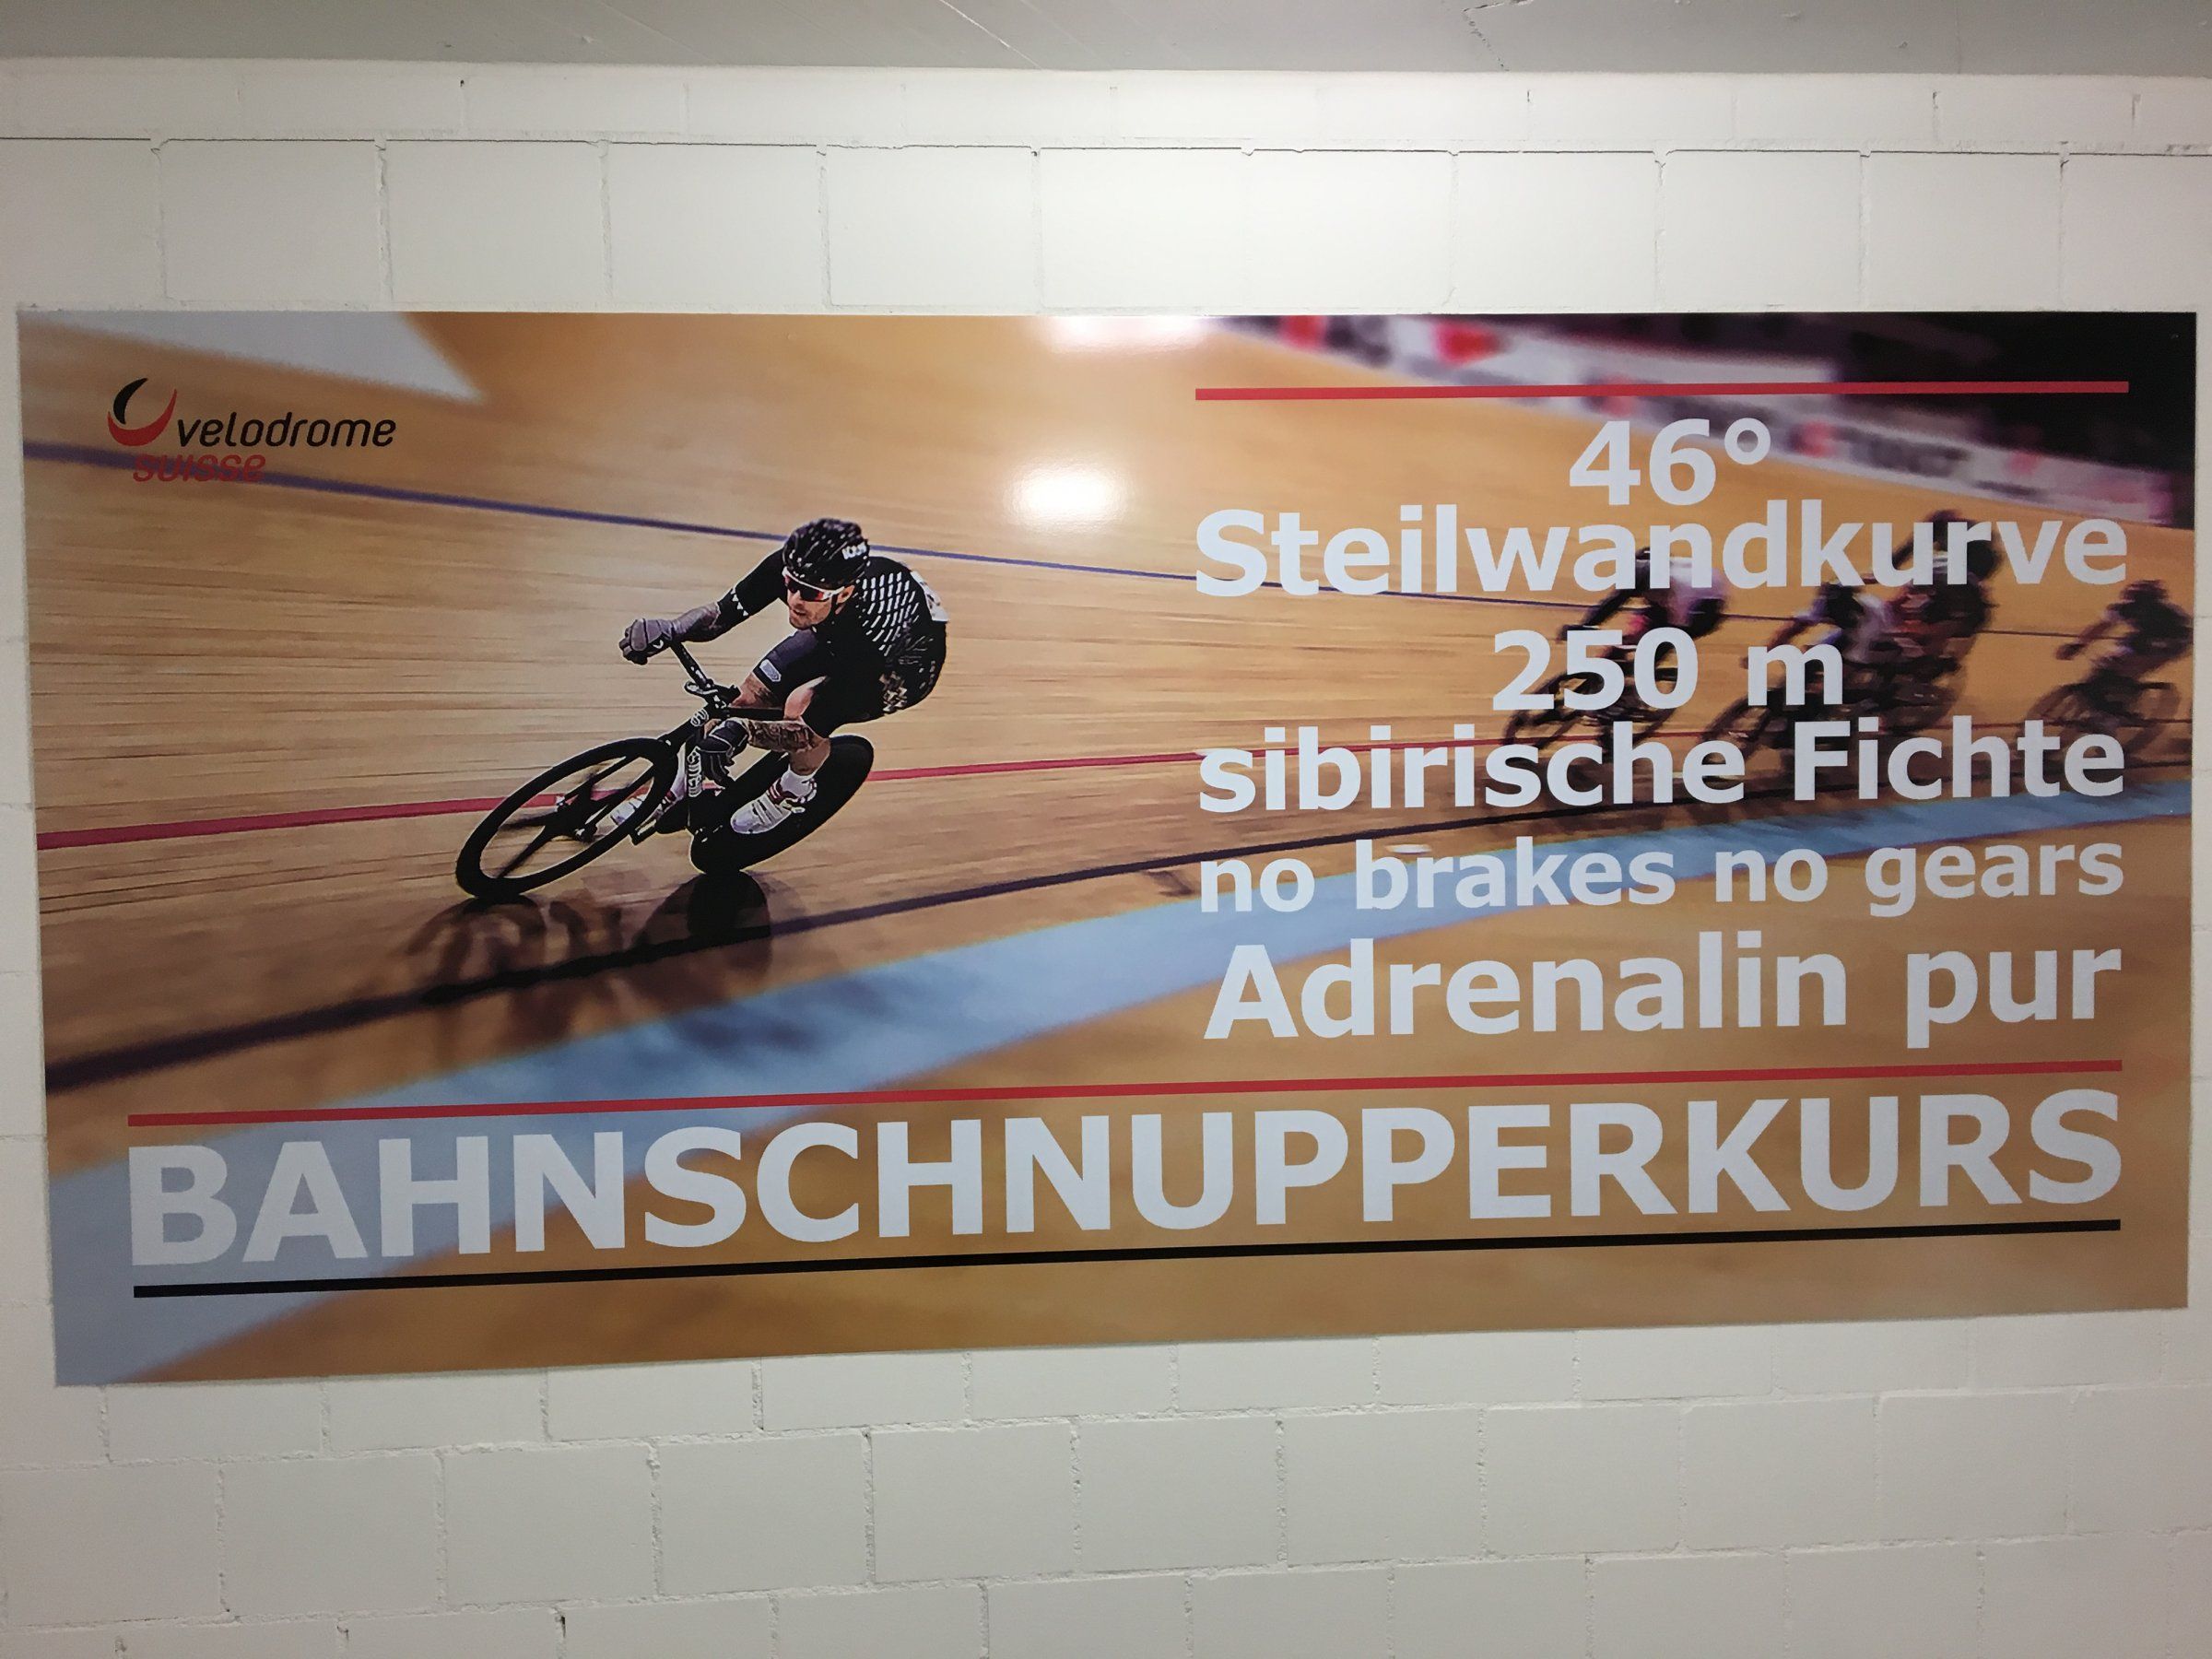 velodrome
suisse
46°
Steilwandkurve
250 m
sibirische Fichte
no brakes no gears
Adrenalin pur
BAHNSCHNUPPERKURS